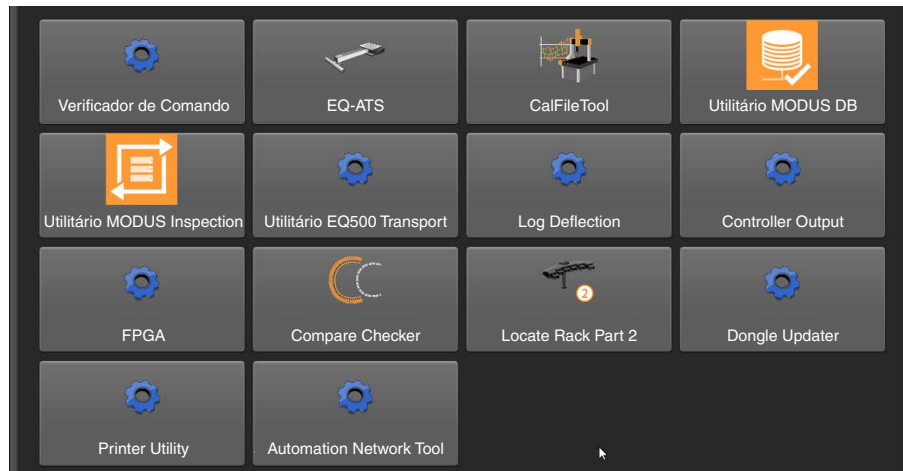 Verificador de Comando
EQ-ATS
CalFileTool
Utilitário MODUS DB
Utilitário MODUS Inspection
Utilitário EQ500 Transport
Log Deflection
Controller Output
FPGA
Compare Checker
2
Locate Rack Part 2
Dongle Updater
Printer Utility
Automation Network Tool